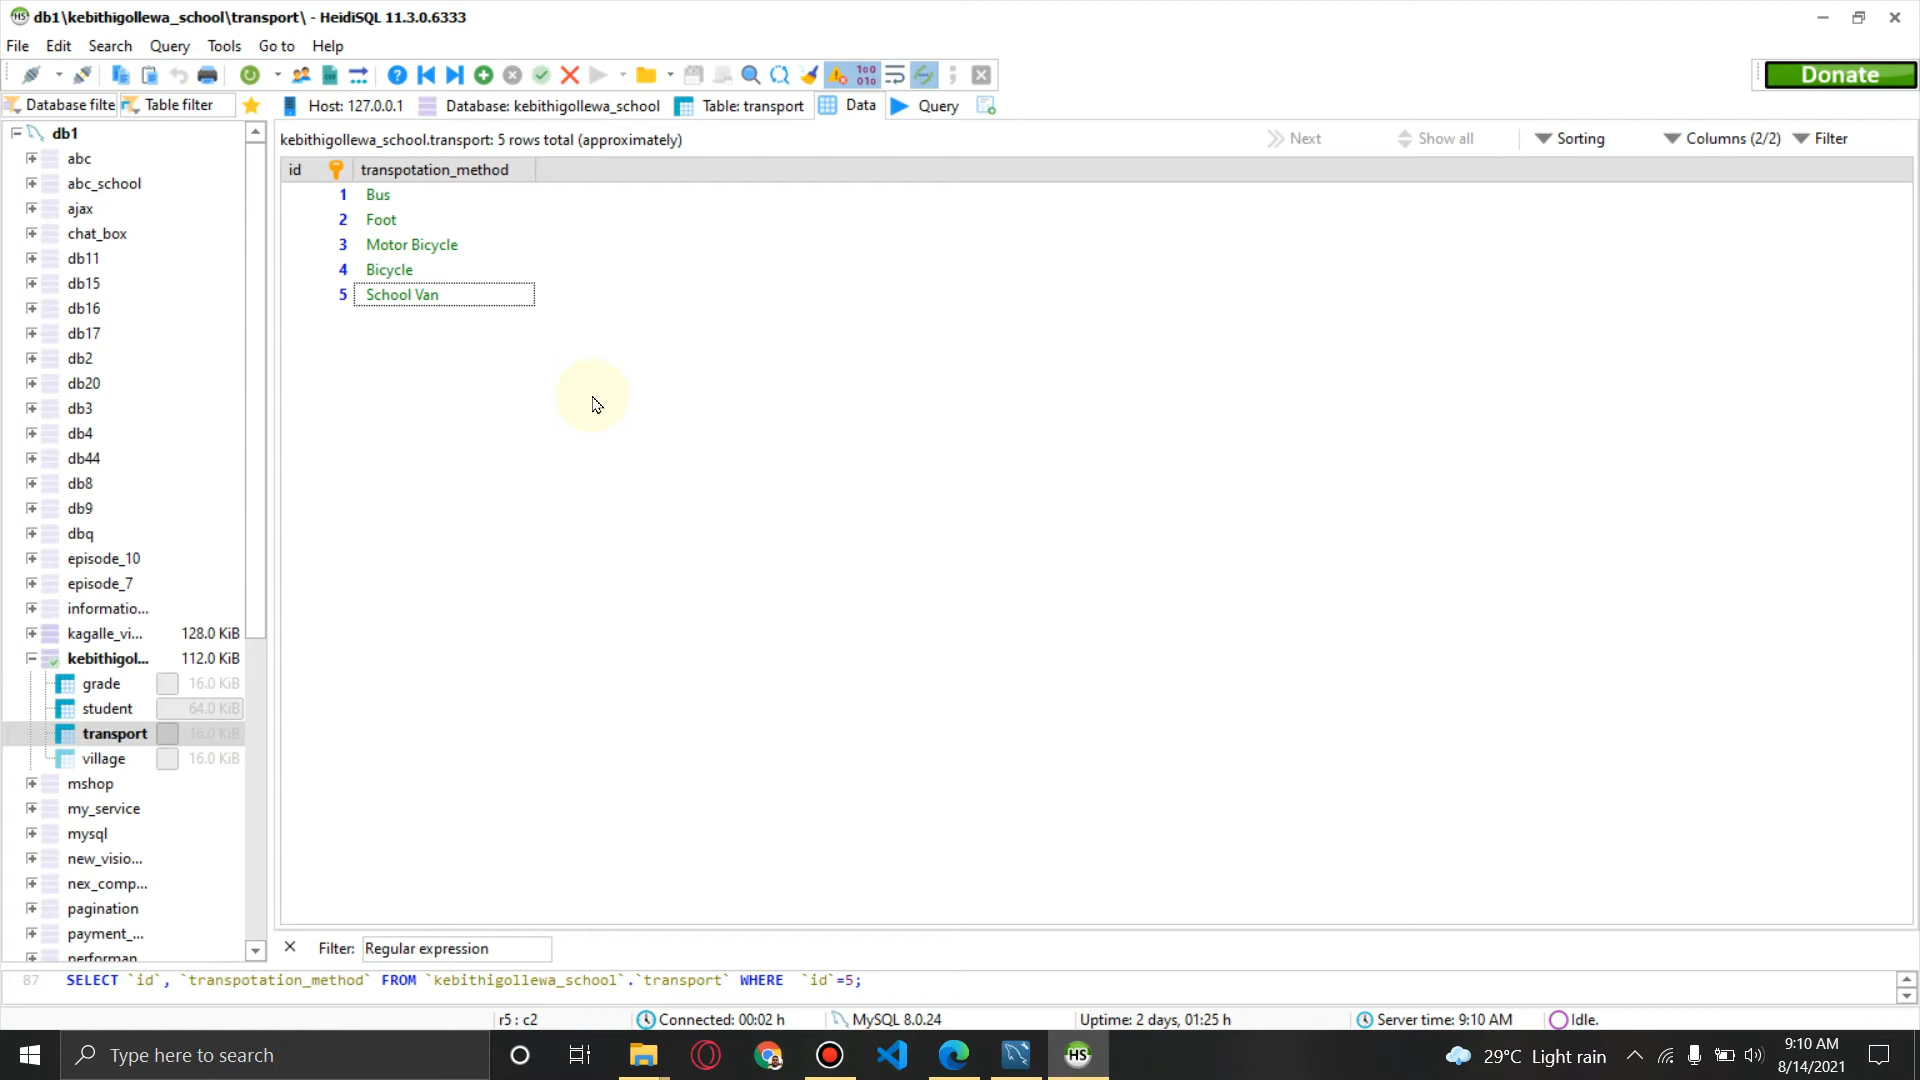 db1\kebithigollewa_school\transport\ - HeidiSQL 11.3.0.6333
File Edit Search Query Tools Go to Help
Donate
Database filte Table filter Host: 127.0.0.1 Database: kebithigollewa_school Table: transport Data Query
kebithigollewa_school.transport: 5 rows total (approximately) Next Show all Sorting Columns (2/2) Filter
id transpotation_method
1 Bus
2 Foot
3 Motor Bicycle
4 Bicycle
5 School Van
db1
abc
abc_school
ajax
chat_box
db11
db15
db16
db17
db2
db20
db3
db4
db44
db8
db9
dbq
episode_10
episode_7
informatio...
kagalle_vi... 128.0 KiB
kebithigol... 112.0 KiB
grade 16.0 KiB
student 64.0 KiB
transport 16.0 KiB
village 16.0 KiB
mshop
my_service
mysql
new_visio...
nex_comp...
pagination
payment_...
performan
Filter: Regular expression
87 SELECT `id`, `transpotation_method` FROM `kebithigollewa_school`.`transport` WHERE `id`=5;
r5 : c2 Connected: 00:02 h MySQL 8.0.24 Uptime: 2 days, 01:25 h Server time: 9:10 AM Idle.
Type here to search HS 29°C Light rain 9:10 AM
8/14/2021